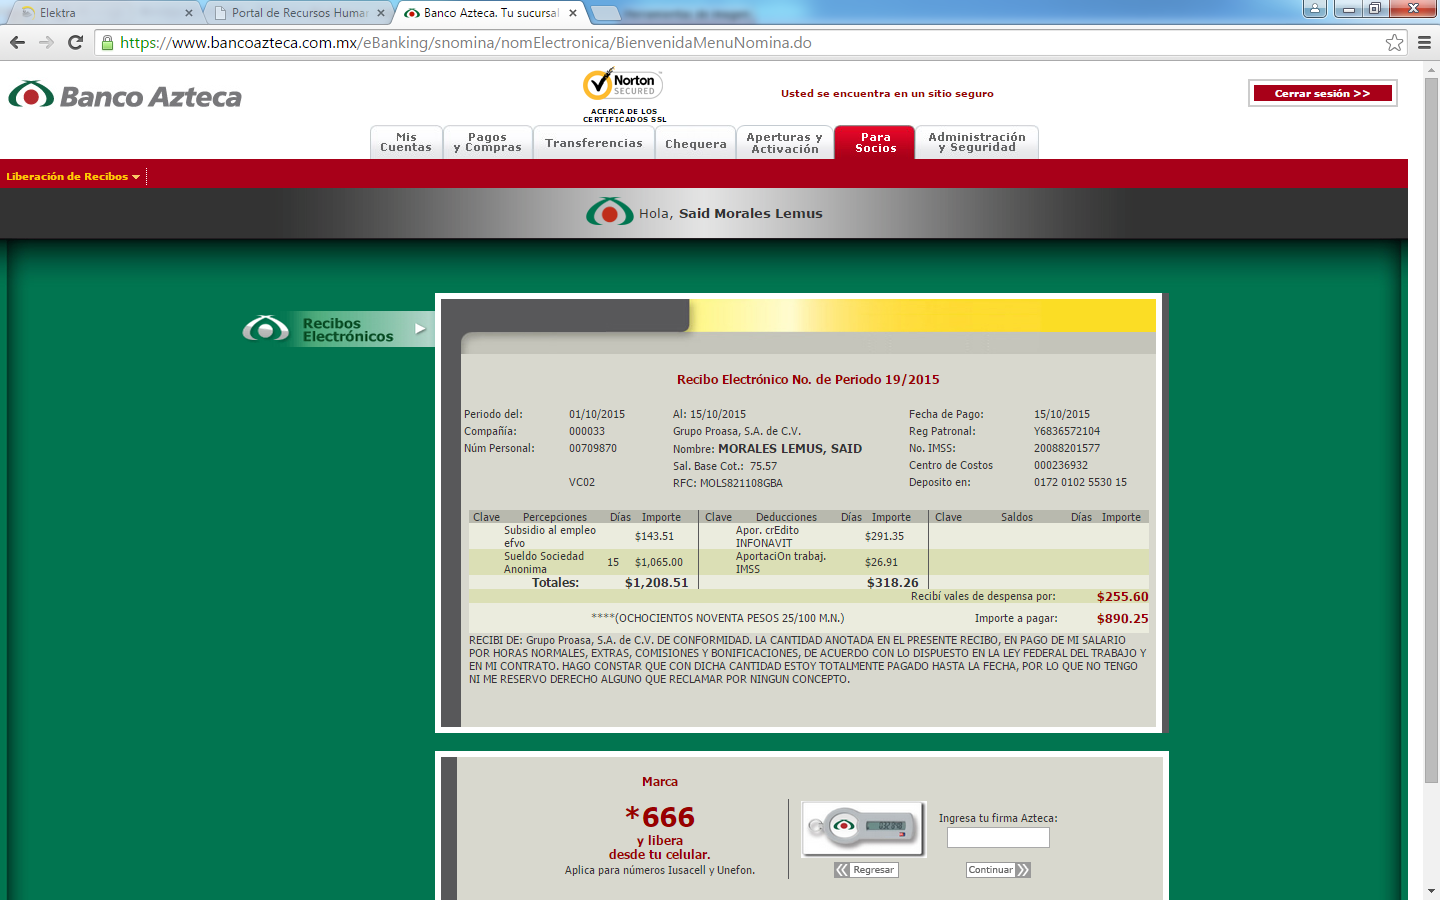 Elektra
Portal de Recursos Human
Banco Azteca. Tu sucursal
https://www.bancoazteca.com.mx/eBanking/snomina/nomElectronica/BienvenidaMenuNomina.do
Banco Azteca
Norton
SECURED
ACERCA DE LOS
CERTIFICADOS SSL
Usted se encuentra en un sitio seguro
Cerrar sesión >>
Mis Cuentas
Pagos y Compras
Transferencias
Chequera
Aperturas y Activación
Para Socios
Administración y Seguridad
Liberación de Recibos
Hola, Said Morales Lemus
Recibos
Electrónicos
Recibo Electrónico No. de Periodo 19/2015
Periodo del: 01/10/2015 Al: 15/10/2015 Fecha de Pago: 15/10/2015
Compañía: 000033 Grupo Proasa, S.A. de C.V. Reg Patronal: Y6836572104
Núm Personal: 00709870 Nombre: MORALES LEMUS, SAID No. IMSS: 20088201577
Sal. Base Cot.: 75.57 Centro de Costos 000236932
VC02 RFC: MOLS821108GBA Deposito en: 0172 0102 5530 15
Clave Percepciones Días Importe Clave Deducciones Días Importe Clave Saldos Días Importe
Subsidio al empleo efvo $143.51 Apor. crEdito INFONAVIT $291.35
Sueldo Sociedad Anonima 15 $1,065.00 AportaciOn trabaj. IMSS $26.91
Totales: $1,208.51 $318.26
Recibí vales de despensa por: $255.60
****(OCHOCIENTOS NOVENTA PESOS 25/100 M.N.) Importe a pagar: $890.25
RECIBI DE: Grupo Proasa, S.A. de C.V. DE CONFORMIDAD. LA CANTIDAD ANOTADA EN EL PRESENTE RECIBO, EN PAGO DE MI SALARIO
POR HORAS NORMALES, EXTRAS, COMISIONES Y BONIFICACIONES, DE ACUERDO CON LO DISPUESTO EN LA LEY FEDERAL DEL TRABAJO Y
EN MI CONTRATO. HAGO CONSTAR QUE CON DICHA CANTIDAD ESTOY TOTALMENTE PAGADO HASTA LA FECHA, POR LO QUE NO TENGO
NI ME RESERVO DERECHO ALGUNO QUE RECLAMAR POR NINGUN CONCEPTO.
Marca
*666
y libera
desde tu celular.
Aplica para números Iusacell y Unefon.
Ingresa tu firma Azteca:
Regresar
Continuar